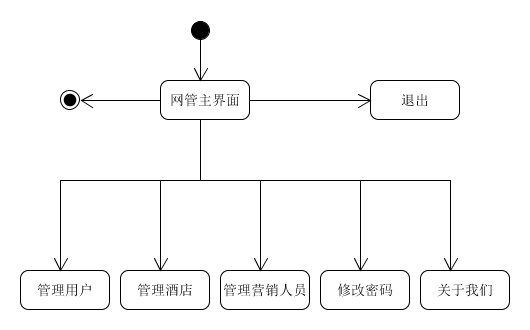 网管主界面
退出
管理用户
管理酒店
管理营销人员
修改密码
关于我们